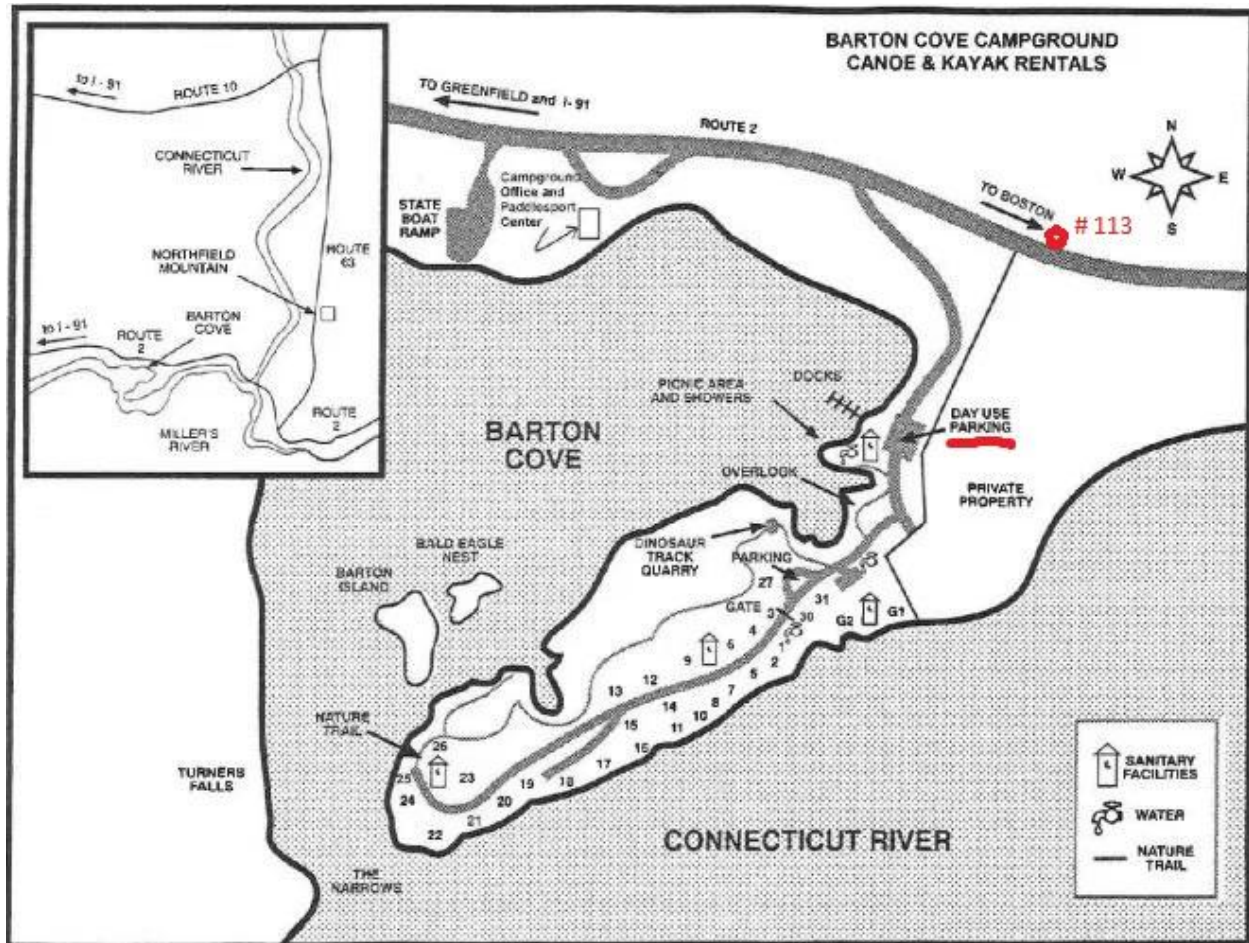 BARTON COVE CAMPGROUND
CANOE & KAYAK RENTALS
to I - 91
ROUTE 10
CONNECTICUT
RIVER
NORTHFIELD
MOUNTAIN
ROUTE
63
to I - 91
ROUTE
2
BARTON
COVE
MILLER'S
RIVER
ROUTE
2
TO GREENFIELD and I - 91
ROUTE 2
TO BOSTON
# 113
N
W
E
S
STATE
BOAT
RAMP
Campground
Office and
Paddlesport
Center
PICNIC AREA
AND SHOWERS
DOCKS
DAY USE
PARKING
BARTON
COVE
OVERLOOK
PRIVATE
PROPERTY
BALD EAGLE
NEST
BARTON
ISLAND
DINOSAUR
TRACK
QUARRY
PARKING
27
31
GATE
3
30
G2
G1
4
6
9
2
5
7
8
10
11
12
13
14
15
16
17
18
19
20
21
22
23
24
25
26
NATURE
TRAIL
TURNERS
FALLS
THE
NARROWS
CONNECTICUT RIVER
SANITARY
FACILITIES
WATER
NATURE
TRAIL